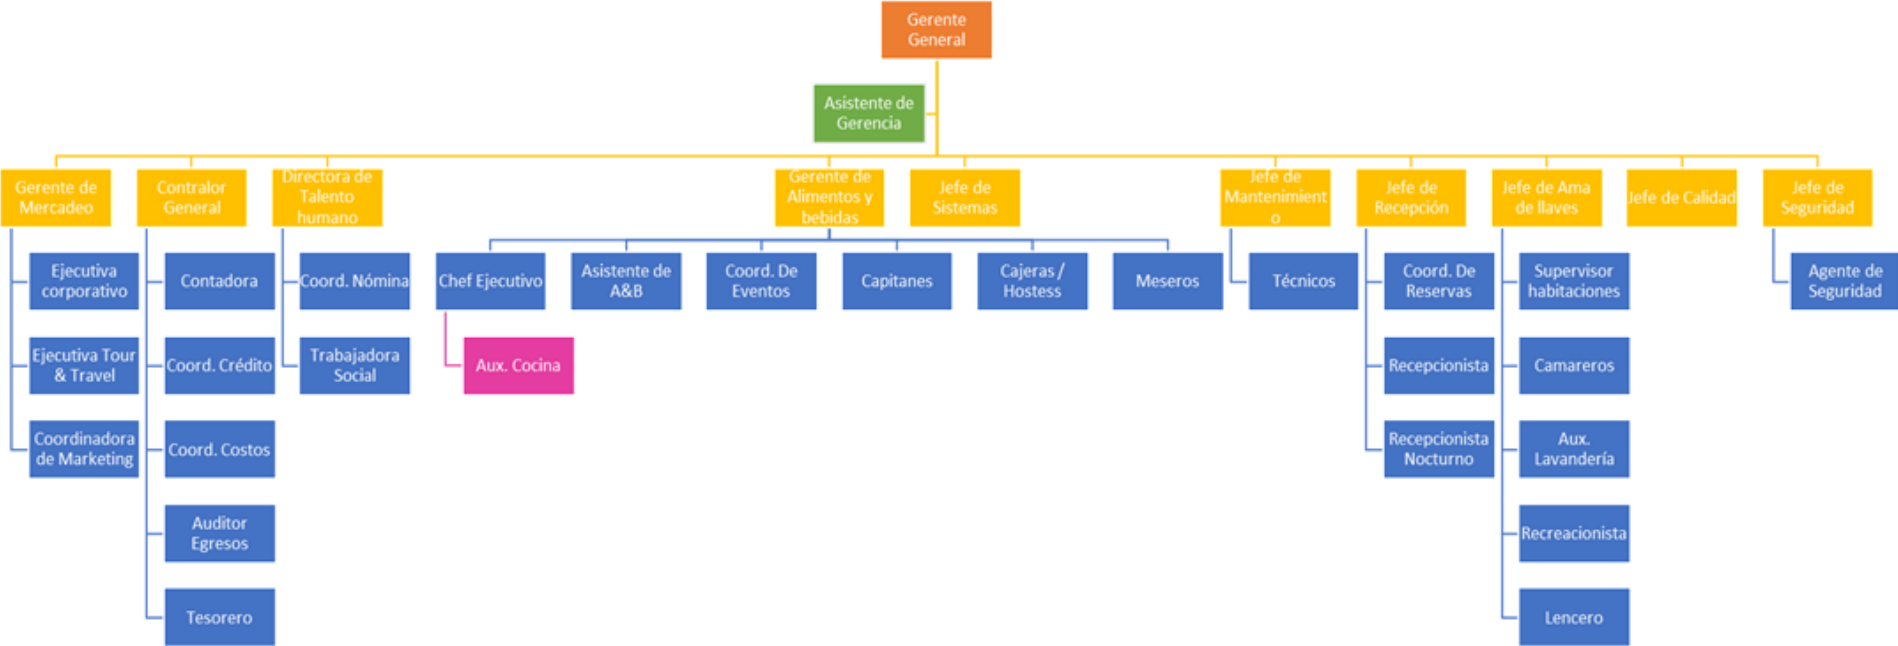 Gerente
General
Asistente de
Gerencia
Gerente de
Mercadeo
Contralor
General
Directora de
Talento
humano
Gerente de
Alimentos y
bebidas
Jefe de
Sistemas
Jefe de
Mantenimient
o
Jefe de
Recepción
Jefe de Ama
de llaves
Jefe de Calidad
Jefe de
Seguridad
Ejecutiva
corporativo
Contadora
Coord. Nómina
Chef Ejecutivo
Asistente de
A&B
Coord. De
Eventos
Capitanes
Cajeras /
Hostess
Meseros
Técnicos
Coord. De
Reservas
Supervisor
habitaciones
Agente de
Seguridad
Ejecutiva Tour
& Travel
Coord. Crédito
Trabajadora
Social
Aux. Cocina
Recepcionista
Camareros
Coordinadora
de Marketing
Coord. Costos
Recepcionista
Nocturno
Aux.
Lavandería
Auditor
Egresos
Recreacionista
Tesorero
Lencero